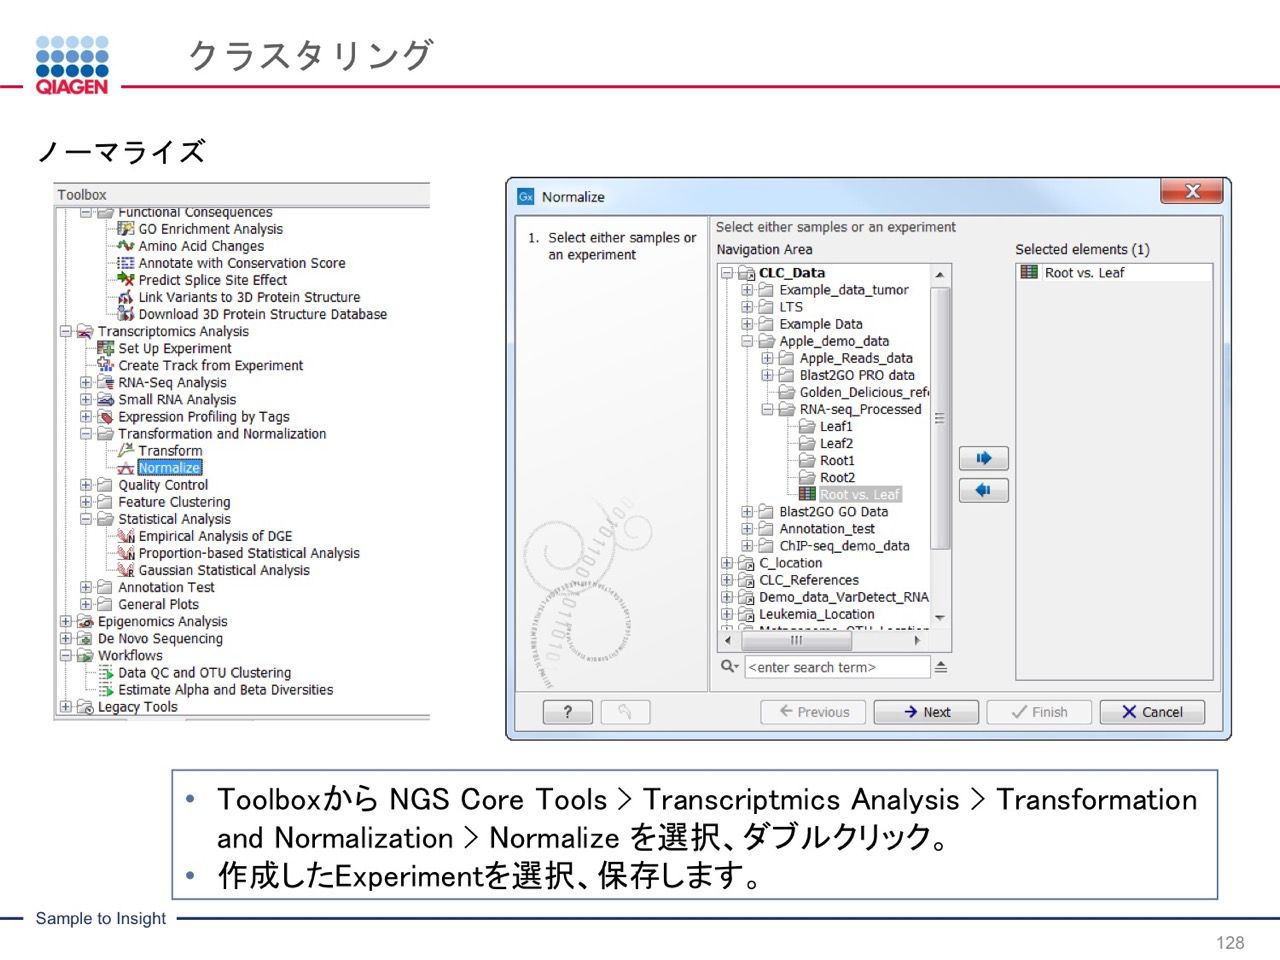 QIAGEN
クラスタリング
ノーマライズ
Toolbox
Functional Consequences
GO Enrichment Analysis
Amino Acid Changes
Annotate with Conservation Score
Predict Splice Site Effect
Link Variants to 3D Protein Structure
Download 3D Protein Structure Database
Transcriptomics Analysis
Set Up Experiment
Create Track from Experiment
RNA-Seq Analysis
Small RNA Analysis
Expression Profiling by Tags
Transformation and Normalization
Transform
Normalize
Quality Control
Feature Clustering
Statistical Analysis
Empirical Analysis of DGE
Proportion-based Statistical Analysis
Gaussian Statistical Analysis
Annotation Test
General Plots
Epigenomics Analysis
De Novo Sequencing
Workflows
Data QC and OTU Clustering
Estimate Alpha and Beta Diversities
Legacy Tools
Gx Normalize
1. Select either samples or
an experiment
Select either samples or an experiment
Navigation Area
CLC_Data
Example_data_tumor
LTS
Example Data
Apple_demo_data
Apple_Reads_data
Blast2GO PRO data
Golden_Delicious_refe
RNA-seq_Processed
Leaf1
Leaf2
Root1
Root2
Root vs. Leaf
Blast2GO GO Data
Annotation_test
ChIP-seq_demo_data
C_location
CLC_References
Demo_data_VarDetect_RNA
Leukemia_Location
<enter search term>
Selected elements (1)
Root vs. Leaf
? Previous Next Finish Cancel
• Toolboxから NGS Core Tools > Transcriptmics Analysis > Transformation
and Normalization > Normalize を選択、ダブルクリック。
• 作成したExperimentを選択、保存します。
Sample to Insight
128